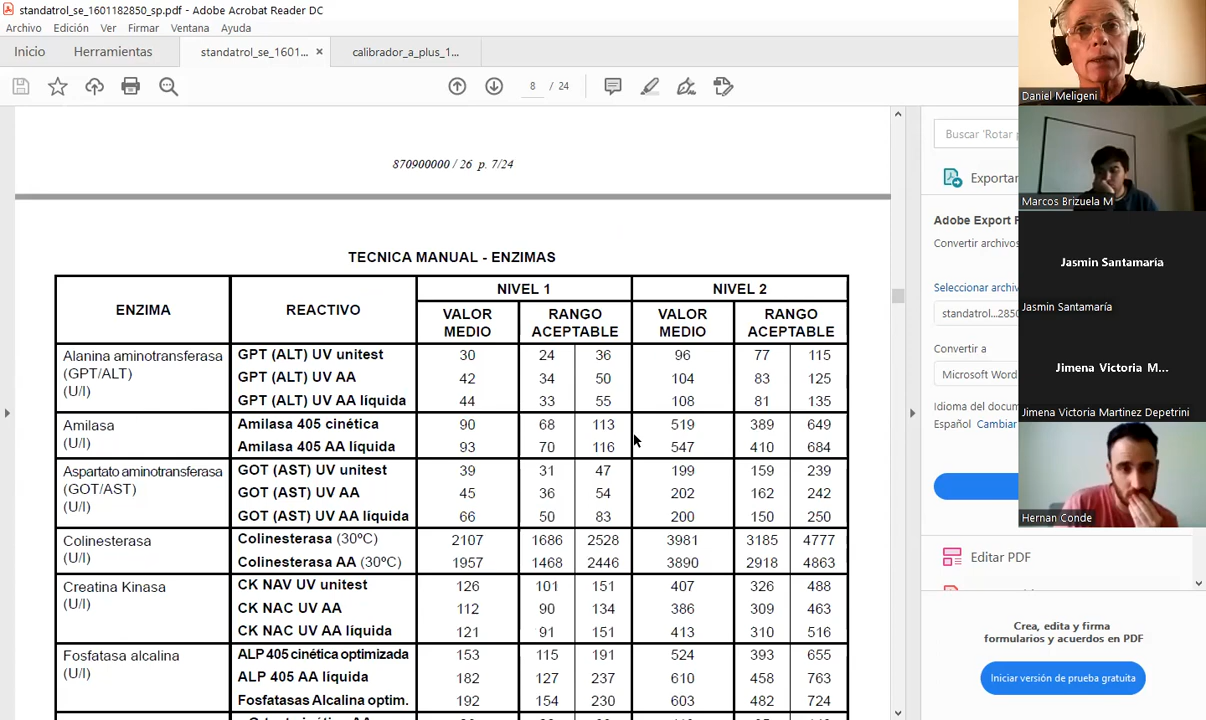 standatrol_se_1601182850_sp.pdf - Adobe Acrobat Reader DC
Archivo Edición Ver Firmar Ventana Ayuda
Inicio Herramientas standatrol_se_1601... × calibrador_a_plus_1...
8 / 24
870900000 / 26 p. 7/24
TECNICA MANUAL - ENZIMAS
ENZIMA REACTIVO NIVEL 1 NIVEL 2
VALOR MEDIO RANGO ACEPTABLE VALOR MEDIO RANGO ACEPTABLE
Alanina aminotransferasa GPT (ALT) UV unitest 30 24 36 96 77 115
(GPT/ALT) GPT (ALT) UV AA 42 34 50 104 83 125
(U/l) GPT (ALT) UV AA líquida 44 33 55 108 81 135
Amilasa Amilasa 405 cinética 90 68 113 519 389 649
(U/l) Amilasa 405 AA líquida 93 70 116 547 410 684
Aspartato aminotransferasa GOT (AST) UV unitest 39 31 47 199 159 239
(GOT/AST) GOT (AST) UV AA 45 36 54 202 162 242
(U/l) GOT (AST) UV AA líquida 66 50 83 200 150 250
Colinesterasa Colinesterasa (30ºC) 2107 1686 2528 3981 3185 4777
(U/l) Colinesterasa AA (30ºC) 1957 1468 2446 3890 2918 4863
Creatina Kinasa CK NAV UV unitest 126 101 151 407 326 488
(U/l) CK NAC UV AA 112 90 134 386 309 463
CK NAC UV AA líquida 121 91 151 413 310 516
Fosfatasa alcalina ALP 405 cinética optimizada 153 115 191 524 393 655
(U/l) ALP 405 AA líquida 182 127 230 610 458 763
Fosfatasas Alcalina optim. 192 154 230 603 482 724
Buscar 'Rotar p
Exportar
Adobe Export P
Convertir archivos
Seleccionar archiv
standatrol...2850
Convertir a
Microsoft Word
Idioma del docum
Español Cambiar
Editar PDF
Crea, edita y firma
formularios y acuerdos en PDF
Iniciar versión de prueba gratuita
Daniel Meligeni
Marcos Brizuela M
Jasmin Santamaría
Jasmin Santamaría
Jimena Victoria M...
Jimena Victoria Martinez Depetrini
Hernan Conde